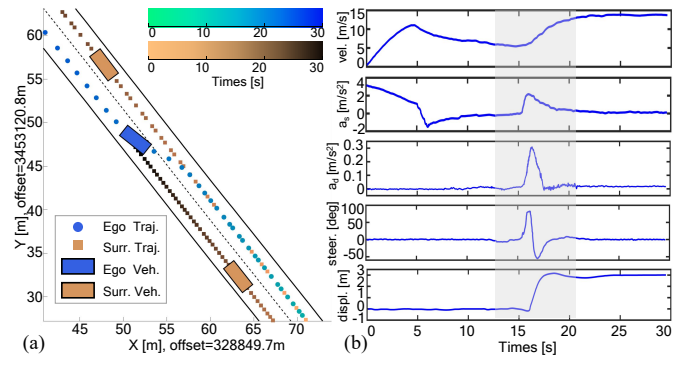 0 10 20 30
0 10 20 30
Times [s]
60
55
50
45
40
35
30
Y [m], offset=3453120.8m
Ego Traj.
Surr. Traj.
Ego Veh.
Surr. Veh.
45 50 55 60 65 70
X [m], offset=328849.7m
(a)
15
10
5
0
vel. [m/s]
4
2
0
-2
a_s [m/s²]
0.3
0.2
0.1
0
a_d [m/s²]
100
50
0
-50
steer. [deg]
3
2
1
0
-1
displ. [m]
0 5 10 15 20 25 30
Times [s]
(b)